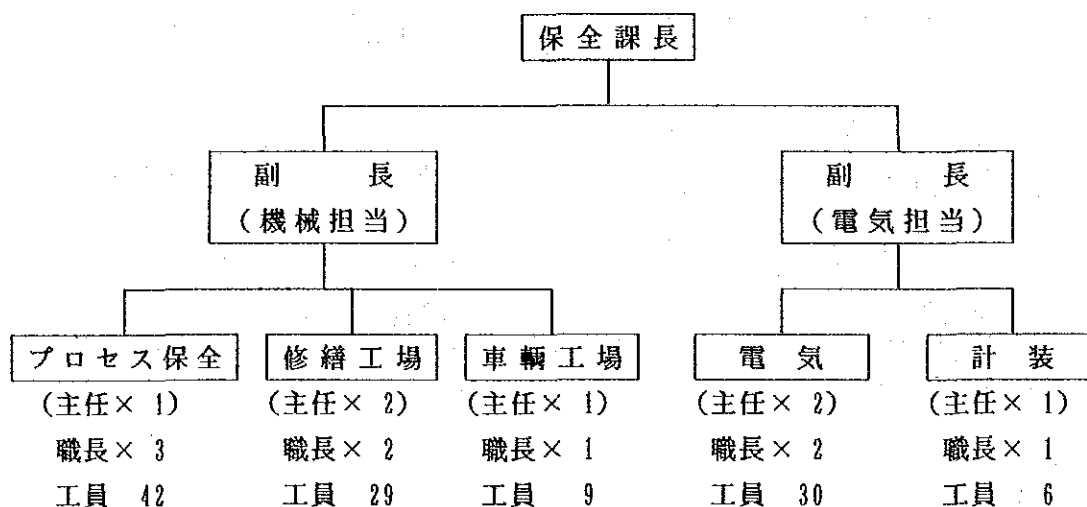 保全課長
副　　長　　副　　長
(機械担当)　　(電気担当)
プロセス保全　修繕工場　車輌工場　電　気　計　装
(主任× 1)　(主任× 2)　(主任× 1)　(主任× 2)　(主任× 1)
職長× 3　職長× 2　職長× 1　職長× 2　職長× 1
工員 42　工員 29　工員 9　工員 30　工員 6